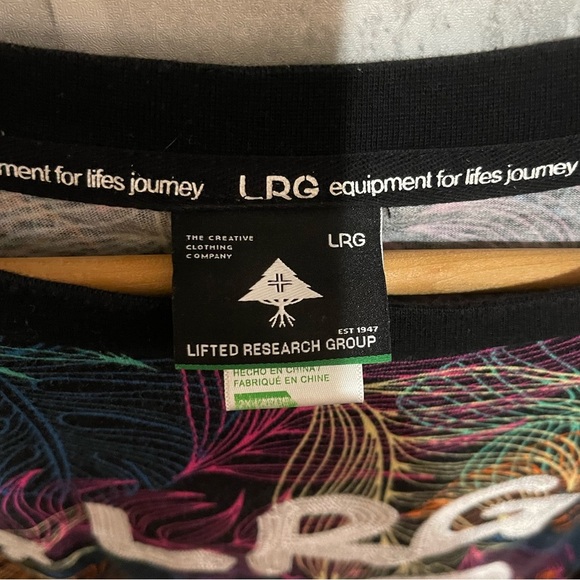 ment for lifes journey LRG equipment for lifes journey
THE CREATIVE
CLOTHING
COMPANY
LRG
EST 1947
LIFTED RESEARCH GROUP
HECHO EN CHINA /
FABRIQUÉ EN CHINE
LRG